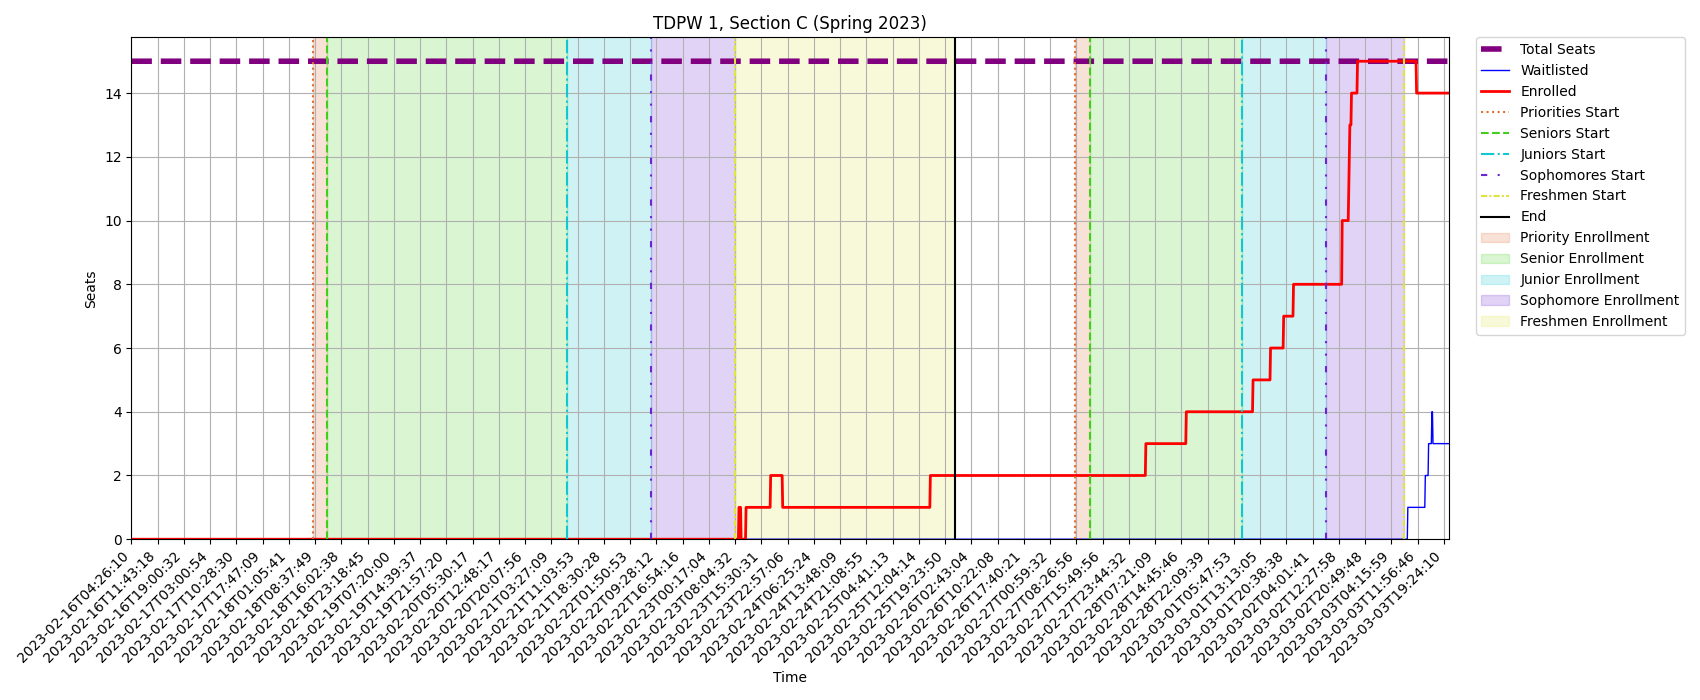 TDPW 1, Section C (Spring 2023)
Seats
14
12
10
8
6
4
2
0
2023-02-16T04:26:10
2023-02-16T11:43:18
2023-02-16T19:00:32
2023-02-17T03:00:54
2023-02-17T10:28:30
2023-02-17T17:47:09
2023-02-18T01:05:41
2023-02-18T08:37:49
2023-02-18T16:02:38
2023-02-18T23:18:45
2023-02-19T07:20:00
2023-02-19T14:39:37
2023-02-19T21:57:20
2023-02-20T05:30:17
2023-02-20T12:48:17
2023-02-20T20:07:56
2023-02-21T03:27:09
2023-02-21T11:03:53
2023-02-21T18:30:28
2023-02-22T01:50:53
2023-02-22T09:28:12
2023-02-22T16:54:16
2023-02-23T00:17:04
2023-02-23T08:04:32
2023-02-23T15:30:31
2023-02-23T22:57:06
2023-02-24T06:25:24
2023-02-24T13:48:09
2023-02-24T21:08:55
2023-02-25T04:41:13
2023-02-25T12:04:14
2023-02-25T19:23:50
2023-02-26T02:43:04
2023-02-26T10:22:08
2023-02-26T17:40:21
2023-02-27T00:59:32
2023-02-27T08:26:56
2023-02-27T15:49:56
2023-02-27T23:44:32
2023-02-28T07:21:09
2023-02-28T14:45:46
2023-02-28T22:09:39
2023-03-01T05:47:53
2023-03-01T13:13:05
2023-03-01T20:38:38
2023-03-02T04:01:41
2023-03-02T12:27:58
2023-03-02T20:49:48
2023-03-03T04:15:59
2023-03-03T11:56:46
2023-03-03T19:24:10
Time
Total Seats
Waitlisted
Enrolled
Priorities Start
Seniors Start
Juniors Start
Sophomores Start
Freshmen Start
End
Priority Enrollment
Senior Enrollment
Junior Enrollment
Sophomore Enrollment
Freshmen Enrollment